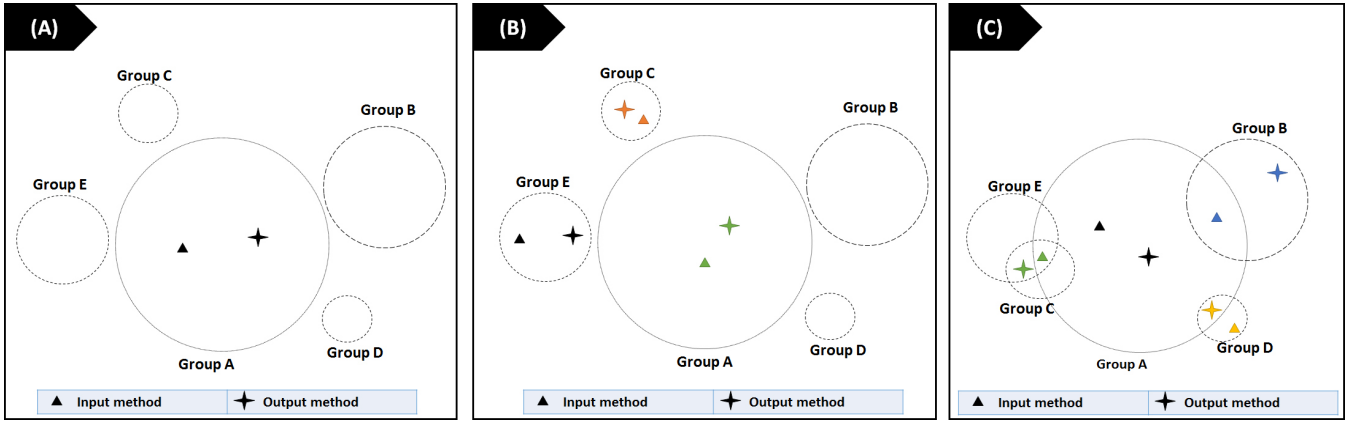 (A)
Group C
Group B
Group E
Group D
Group A
Input method
Output method
(B)
Group C
Group B
Group E
Group D
Group A
Input method
Output method
(C)
Group B
Group E
Group C
Group D
Group A
Input method
Output method